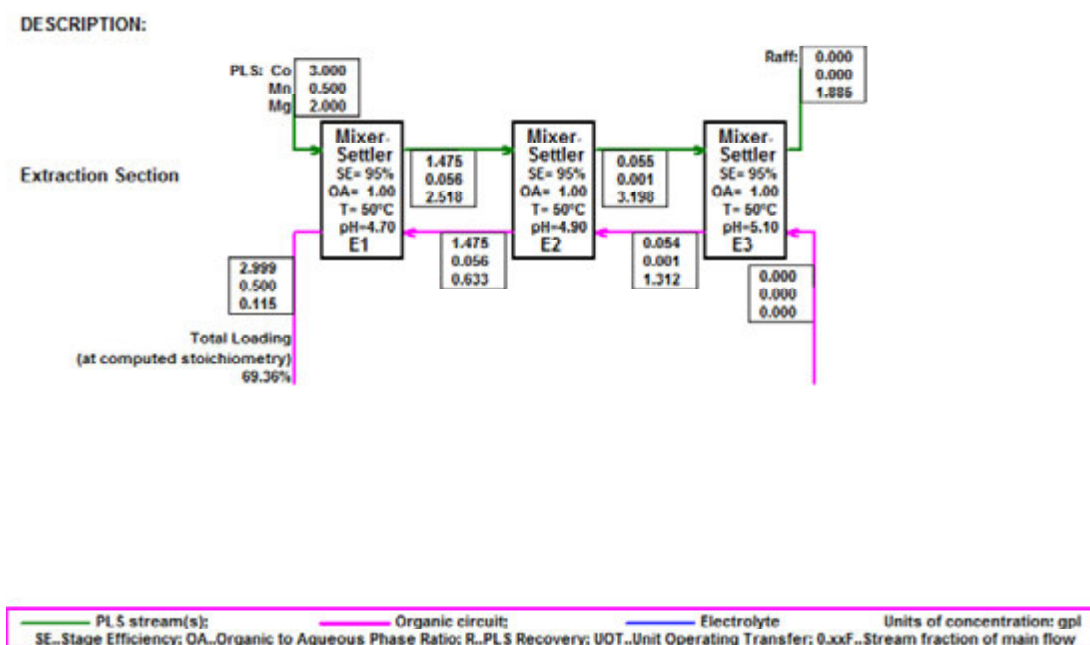 DESCRIPTION:
PLS: Co 3.000
Mn 0.500
Mg 2.000
Raff: 0.000
0.000
1.885
Extraction Section
Mixer-
Settler
SE= 95%
OA= 1.00
T= 50°C
pH=4.70
E1
1.475
0.056
2.518
Mixer-
Settler
SE= 95%
OA= 1.00
T= 50°C
pH=4.90
E2
0.055
0.001
3.198
Mixer-
Settler
SE= 95%
OA= 1.00
T= 50°C
pH=5.10
E3
2.999
0.500
0.115
1.475
0.056
0.633
0.054
0.001
1.312
0.000
0.000
0.000
Total Loading
(at computed stoichiometry)
69.36%
PLS stream(s); Organic circuit; Electrolyte Units of concentration: gpl
SE..Stage Efficiency; OA..Organic to Aqueous Phase Ratio; R..PLS Recovery; UOT..Unit Operating Transfer; 0.xxF..Stream fraction of main flow